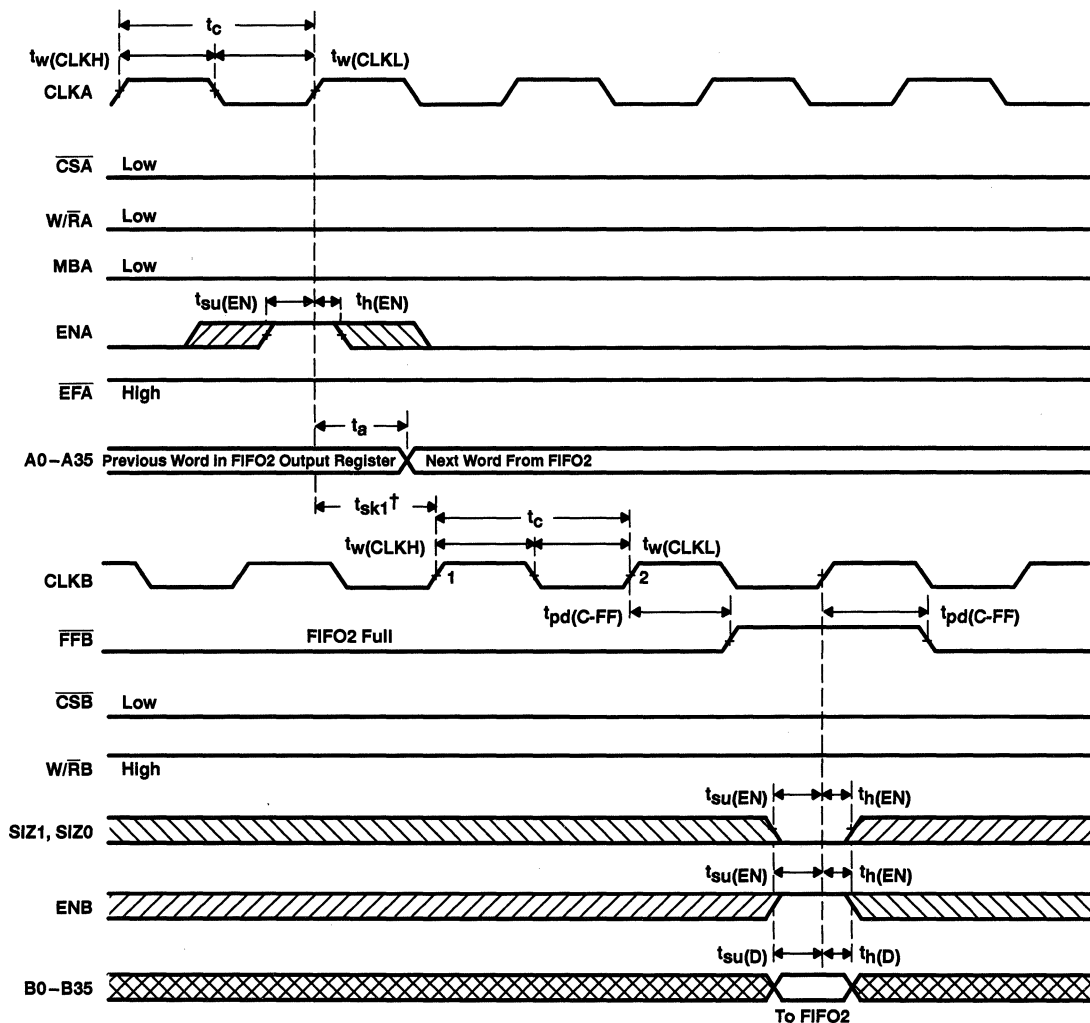 tc
tw(CLKH)
tw(CLKL)
CLKA
CSA Low
W/RA Low
MBA Low
tsu(EN) th(EN)
ENA
EFA High
ta
A0–A35 Previous Word in FIFO2 Output Register Next Word From FIFO2
tsk1†
tc
tw(CLKH) tw(CLKL)
CLKB 1 2
tpd(C-FF) tpd(C-FF)
FFB FIFO2 Full
CSB Low
W/RB High
tsu(EN) th(EN)
SIZ1, SIZ0
tsu(EN) th(EN)
ENB
tsu(D) th(D)
B0–B35
To FIFO2